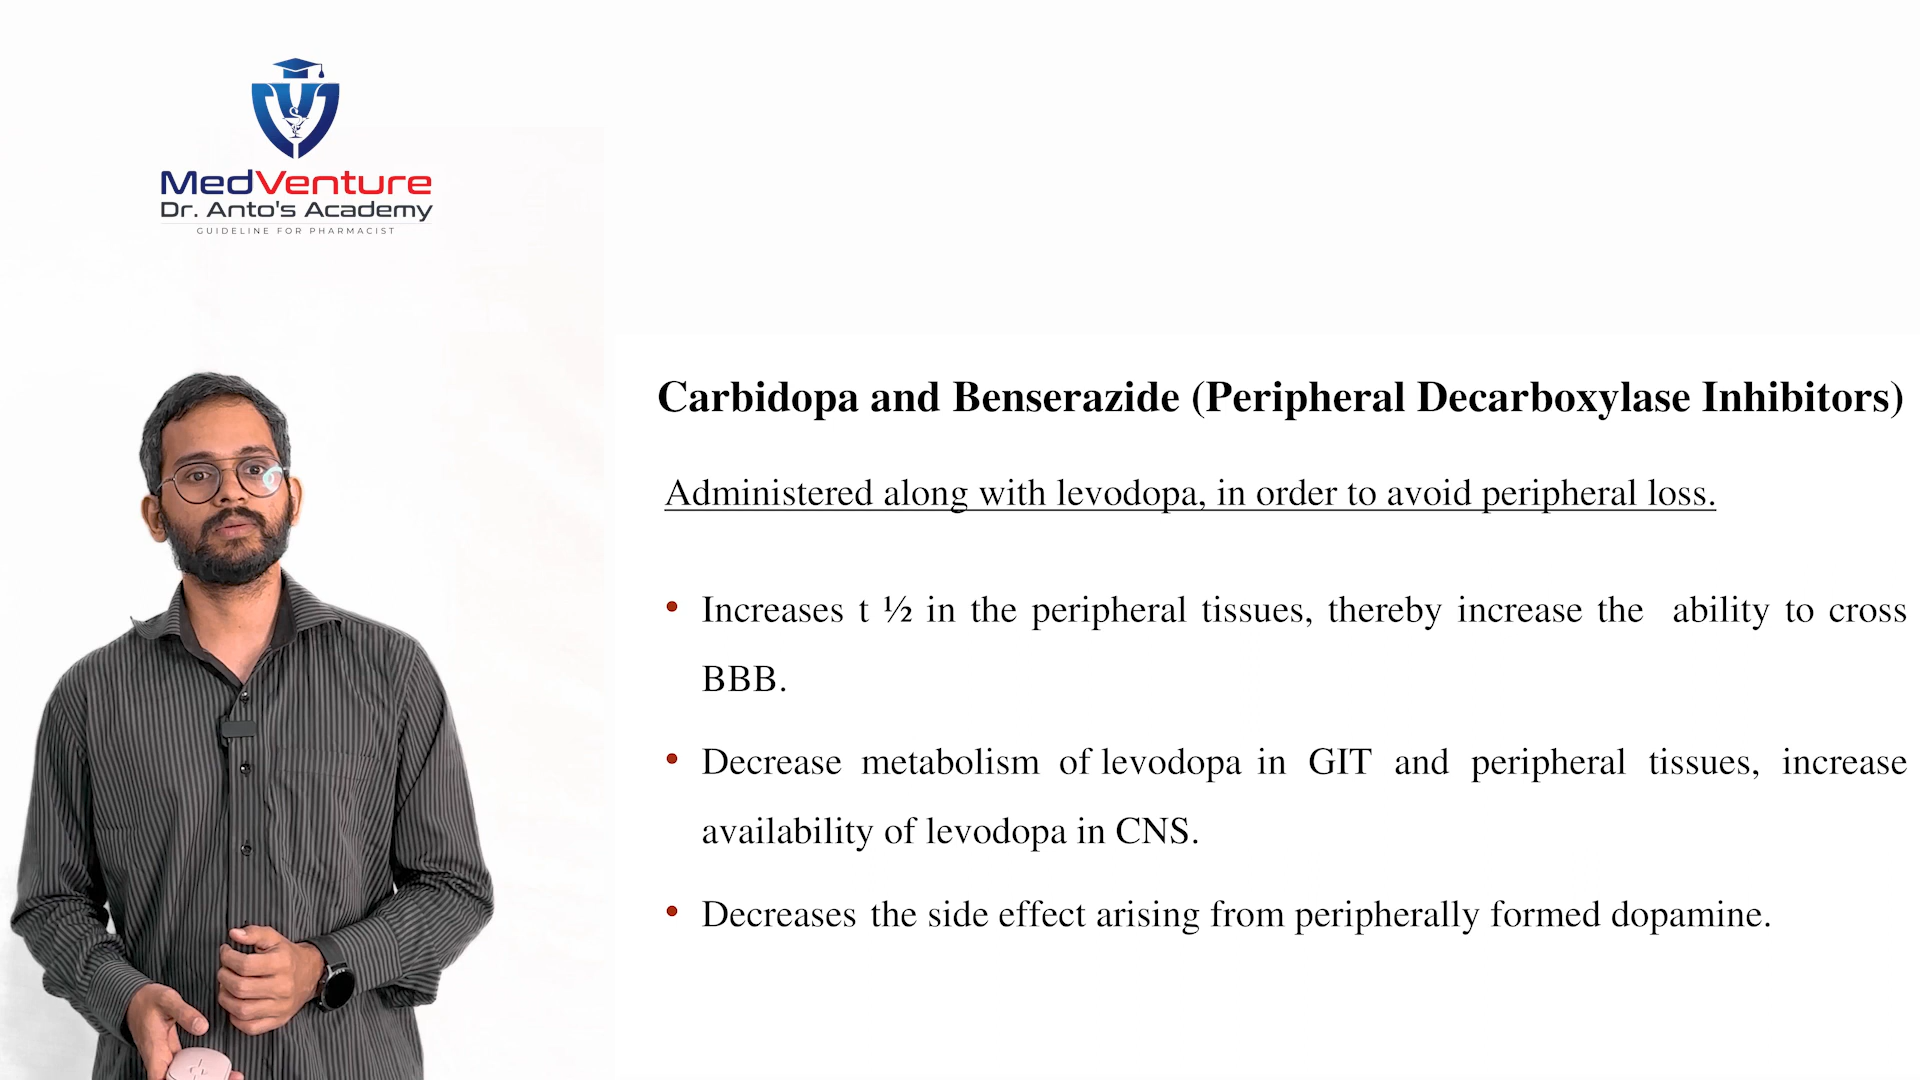 MedVenture
Dr. Anto's Academy
GUIDELINE FOR PHARMACIST
Carbidopa and Benserazide (Peripheral Decarboxylase Inhibitors)
Administered along with levodopa, in order to avoid peripheral loss.
• Increases t ½ in the peripheral tissues, thereby increase the ability to cross
BBB.
• Decrease metabolism of levodopa in GIT and peripheral tissues, increase
availability of levodopa in CNS.
• Decreases the side effect arising from peripherally formed dopamine.